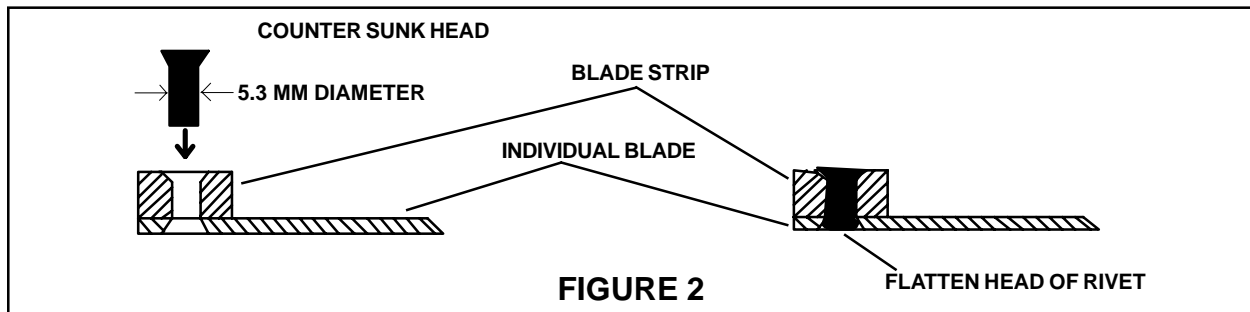 COUNTER SUNK HEAD
BLADE STRIP
5.3 MM DIAMETER
INDIVIDUAL BLADE
FLATTEN HEAD OF RIVET
FIGURE 2